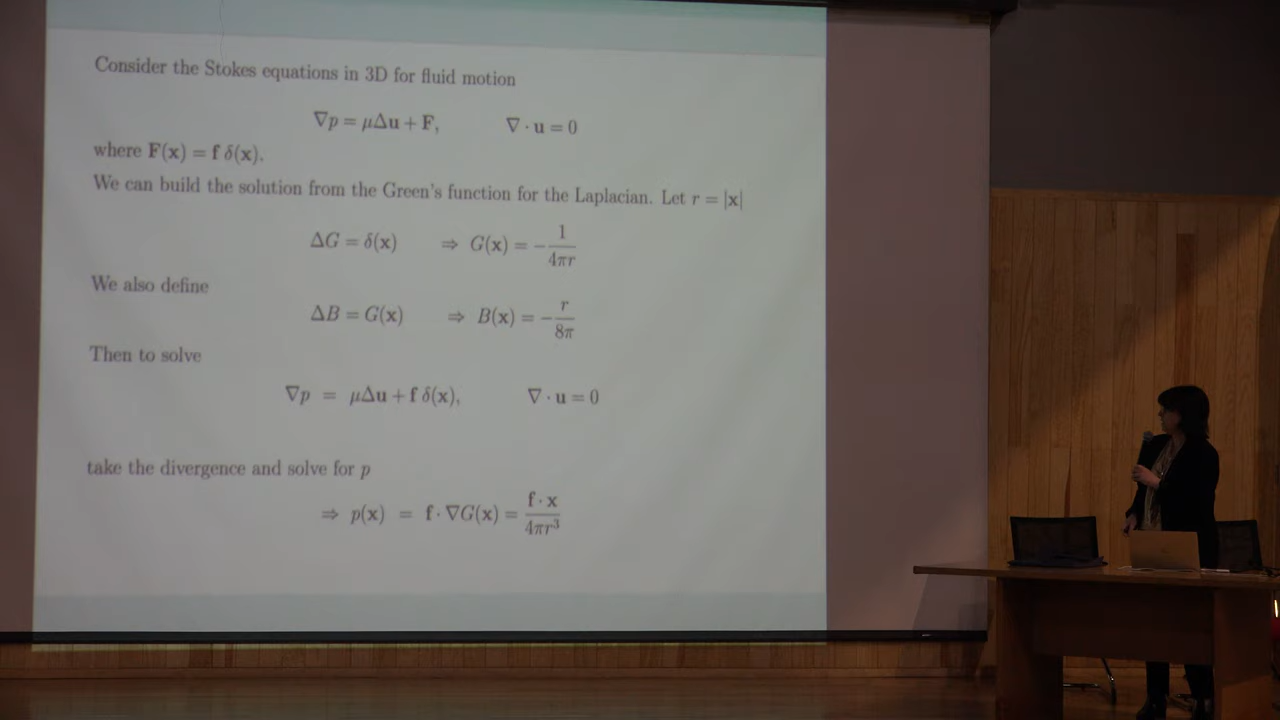 Consider the Stokes equations in 3D for fluid motion
∇p = μΔu + F,  ∇ · u = 0
where F(x) = f δ(x).
We can build the solution from the Green's function for the Laplacian. Let r = |x|
ΔG = δ(x)  ⇒ G(x) = −1/(4πr)
We also define
ΔB = G(x)  ⇒ B(x) = −r/(8π)
Then to solve
∇p = μΔu + f δ(x),  ∇ · u = 0
take the divergence and solve for p
⇒ p(x) = f · ∇G(x) = (f · x)/(4πr³)